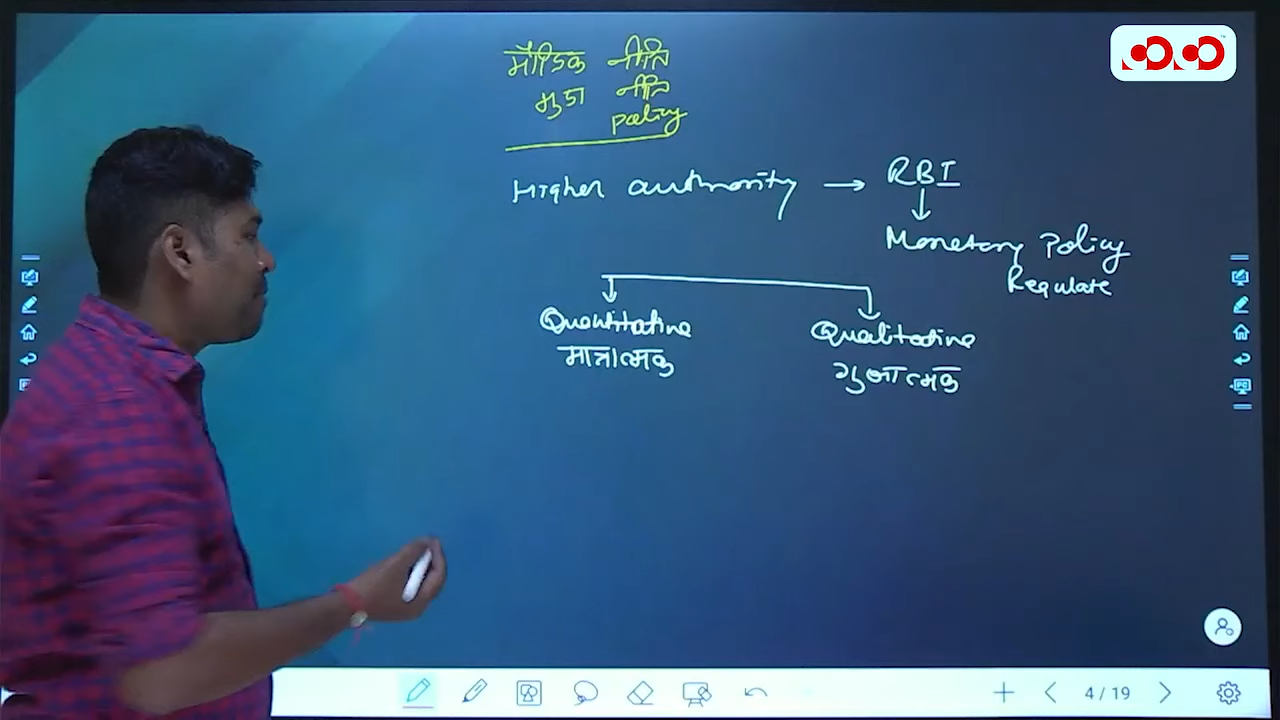 मौद्रिक नीति
मुद्रा नीति
policy
Higher authority → RBI
Monetary Policy
Regulate
Quantitative
मात्रात्मक
Qualitative
गुणात्मक
4 / 19